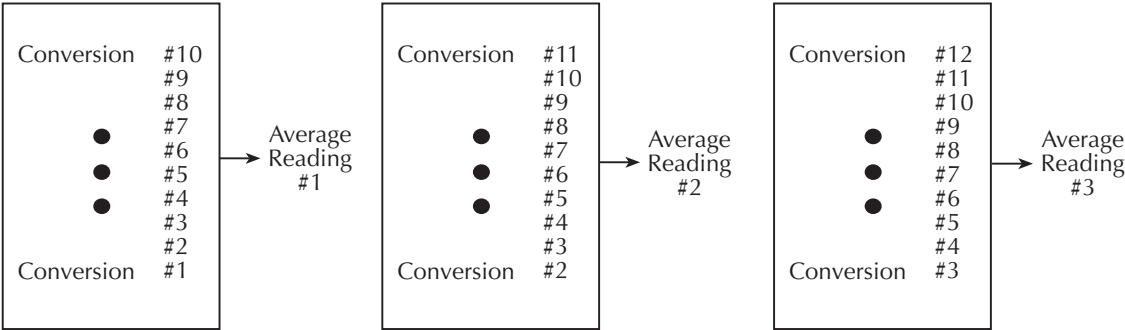 Conversion #10
#9
#8
#7
#6
#5
#4
#3
#2
Conversion #1
Average
Reading
#1
Conversion #11
#10
#9
#8
#7
#6
#5
#4
#3
Conversion #2
Average
Reading
#2
Conversion #12
#11
#10
#9
#8
#7
#6
#5
#4
Conversion #3
Average
Reading
#3